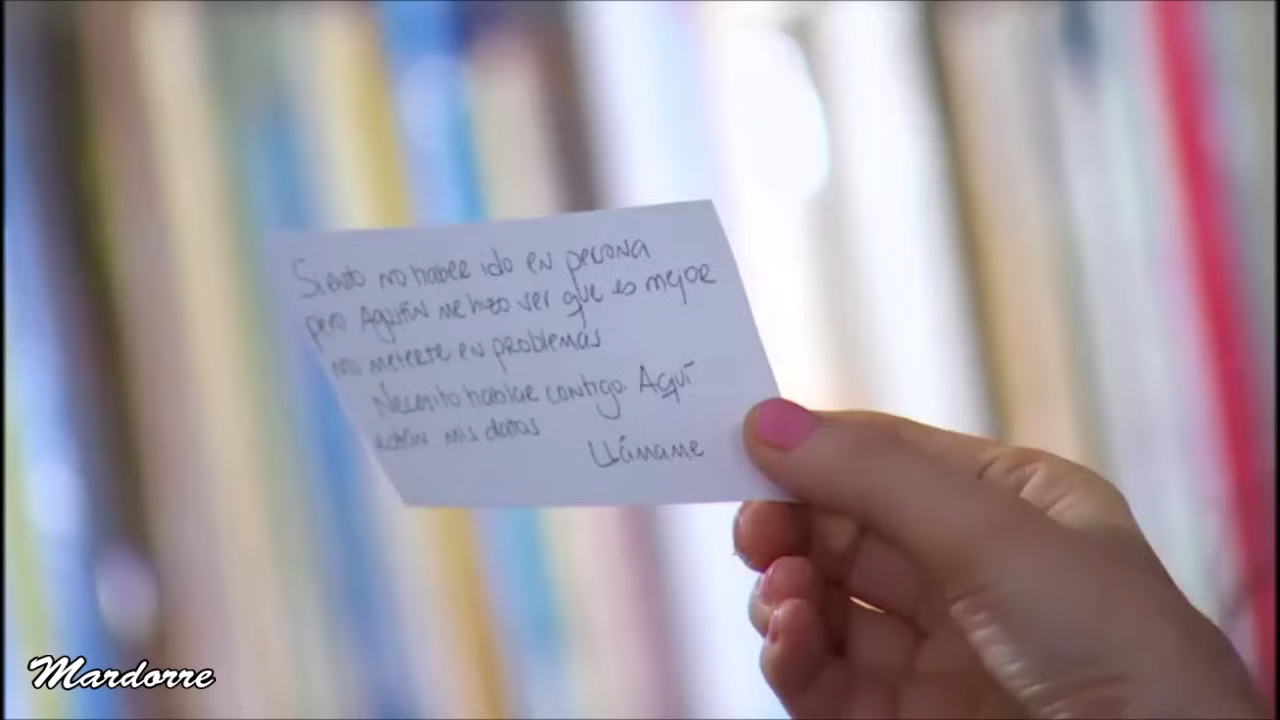 Siento no haber ido en persona
pero Agustín me hizo ver que es mejor
no meterte en problemas
Necesito hablar contigo. Aquí
están mis datos
Llámame
Mardorre